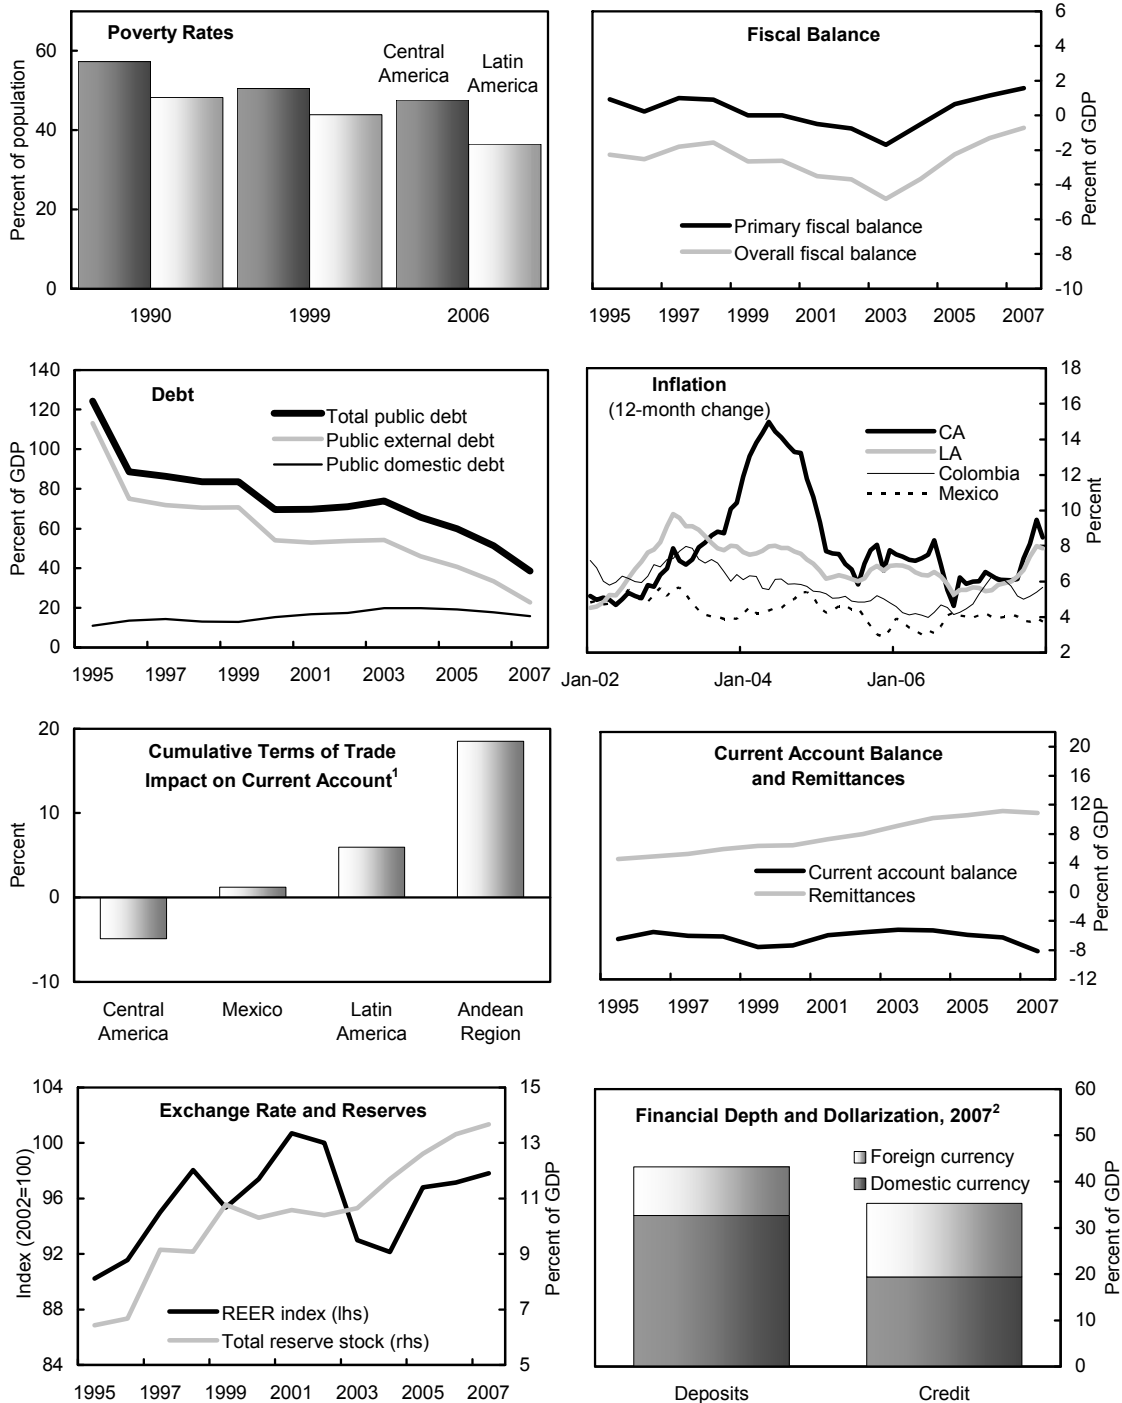 Poverty Rates
Percent of population
60
40
20
0
Central
America
Latin
America
1990
1999
2006
Fiscal Balance
6
4
2
0
-2
-4
-6
-8
-10
Percent of GDP
Primary fiscal balance
Overall fiscal balance
1995
1997
1999
2001
2003
2005
2007
Debt
Percent of GDP
140
120
100
80
60
40
20
0
Total public debt
Public external debt
Public domestic debt
1995
1997
1999
2001
2003
2005
2007
Inflation
(12-month change)
18
16
14
12
10
8
6
4
2
Percent
CA
LA
Colombia
Mexico
Jan-02
Jan-04
Jan-06
Cumulative Terms of Trade
Impact on Current Account¹
Percent
20
10
0
-10
Central
America
Mexico
Latin
America
Andean
Region
Current Account Balance
and Remittances
20
16
12
8
4
0
-4
-8
-12
Percent of GDP
Current account balance
Remittances
1995
1997
1999
2001
2003
2005
2007
Exchange Rate and Reserves
Index (2002=100)
104
100
96
92
88
84
15
13
11
9
7
5
Percent of GDP
REER index (lhs)
Total reserve stock (rhs)
1995
1997
1999
2001
2003
2005
2007
Financial Depth and Dollarization, 2007²
60
50
40
30
20
10
0
Percent of GDP
Foreign currency
Domestic currency
Deposits
Credit